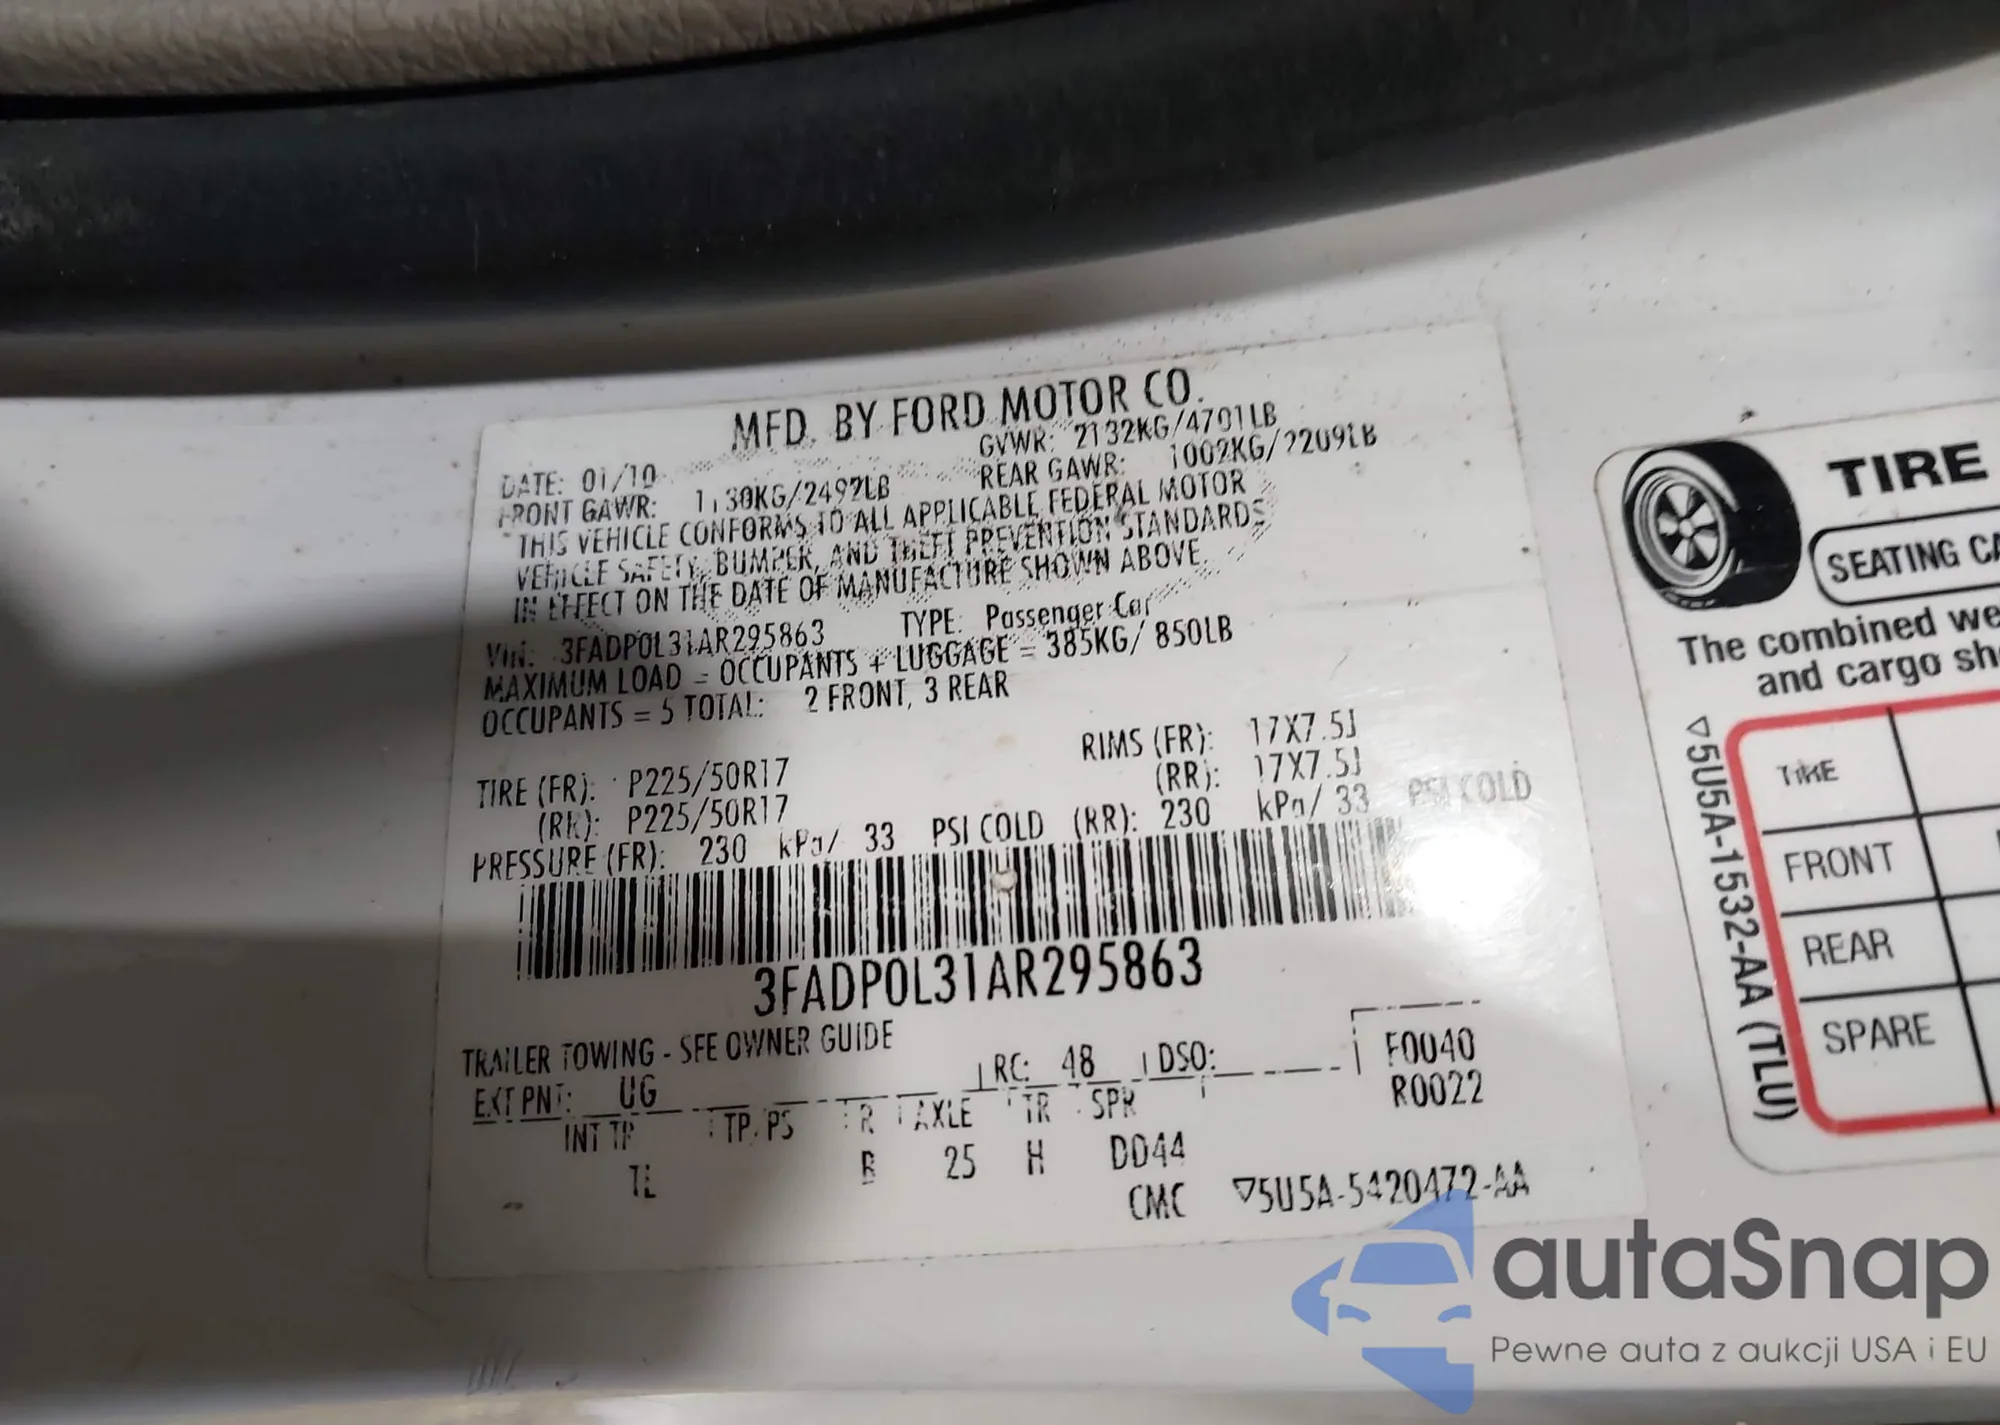 MFD. BY FORD MOTOR CO.
DATE: 01/10 GVWR: 2132KG/4701LB
FRONT GAWR: 1130KG/2492LB REAR GAWR: 1002KG/2209LB
THIS VEHICLE CONFORMS TO ALL APPLICABLE FEDERAL MOTOR
VEHICLE SAFETY, BUMPER, AND THEFT PREVENTION STANDARDS
IN EFFECT ON THE DATE OF MANUFACTURE SHOWN ABOVE.
VIN: 3FADP0L31AR295863 TYPE: Passenger Car
MAXIMUM LOAD = OCCUPANTS + LUGGAGE = 385KG/ 850LB
OCCUPANTS = 5 TOTAL: 2 FRONT, 3 REAR
TIRE (FR): P225/50R17 RIMS (FR): 17X7.5J
(RR): P225/50R17 (RR): 17X7.5J
PRESSURE (FR): 230 kPa/ 33 PSI COLD (RR): 230 kPa/ 33 PSI COLD
3FADP0L31AR295863
TRAILER TOWING - SEE OWNER GUIDE
EXT PNT: UG RC: 48 DSO: F0040
R0022
INT TR TP/PS R AXLE TR SPR
TL B 25 H DD44
CMC ▽5U5A-5420472-AA
TIRE
SEATING CA
The combined we
and cargo sh
▽5U5A-1532-AA (TLU)
TIRE
FRONT
REAR
SPARE
autaSnap
Pewne auta z aukcji USA i EU